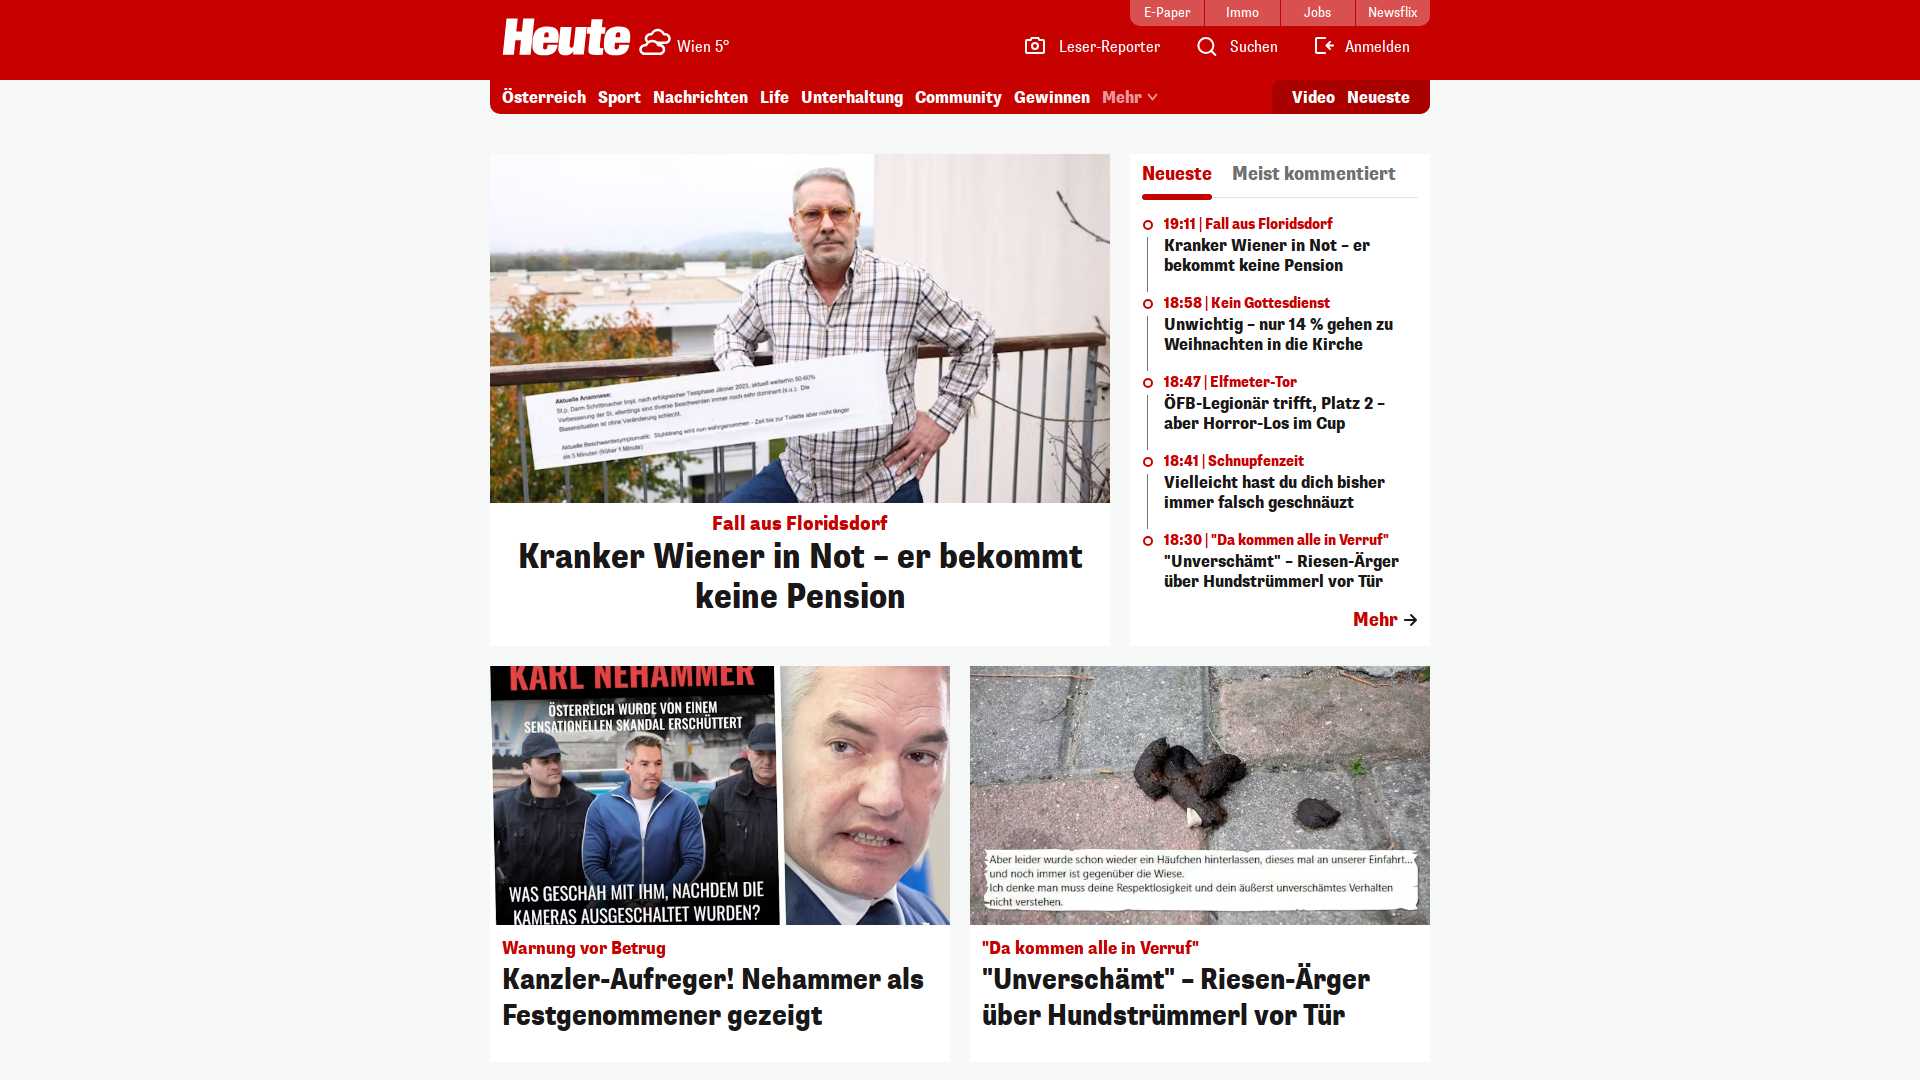 E-Paper
Immo
Jobs
Newsflix
Heute
Wien 5°
Leser-Reporter
Suchen
Anmelden
Österreich
Sport
Nachrichten
Life
Unterhaltung
Community
Gewinnen
Mehr
Video
Neueste
Aktuelle Anamnese:
St.p. Darm Schrittmacher Impl. nach erfolgreicher Testphase Jänner 2023, aktuell weiterhin 50-60%
Verbesserung der St, allerdings sind diverse Beschwerden immer noch sehr dominant (s.u.). Die
Blasensituation ist ohne Veränderung schlecht.
Aktuelle Beschwerdesymptomatik: Stuhldrang wird nun wahrgenommen - Zeit bis zur Toilette aber nicht länger
als 5 Minuten (früher 1 Minute)
Fall aus Floridsdorf
Kranker Wiener in Not – er bekommt
keine Pension
Neueste
Meist kommentiert
19:11 | Fall aus Floridsdorf
Kranker Wiener in Not – er
bekommt keine Pension
18:58 | Kein Gottesdienst
Unwichtig – nur 14 % gehen zu
Weihnachten in die Kirche
18:47 | Elfmeter-Tor
ÖFB-Legionär trifft, Platz 2 –
aber Horror-Los im Cup
18:41 | Schnupfenzeit
Vielleicht hast du dich bisher
immer falsch geschnäuzt
18:30 | "Da kommen alle in Verruf"
"Unverschämt" – Riesen-Ärger
über Hundstrümmerl vor Tür
Mehr
KARL NEHAMMER
ÖSTERREICH WURDE VON EINEM
SENSATIONELLEN SKANDAL ERSCHÜTTERT
WAS GESCHAH MIT IHM, NACHDEM DIE
KAMERAS AUSGESCHALTET WURDEN?
Warnung vor Betrug
Kanzler-Aufreger! Nehammer als
Festgenommener gezeigt
Aber leider wurde schon wieder ein Häufchen hinterlassen, dieses mal an unserer Einfahrt...
und noch immer ist gegenüber die Wiese.
Ich denke man muss deine Respektlosigkeit und dein äußerst unverschämtes Verhalten
nicht verstehen.
"Da kommen alle in Verruf"
"Unverschämt" – Riesen-Ärger
über Hundstrümmerl vor Tür